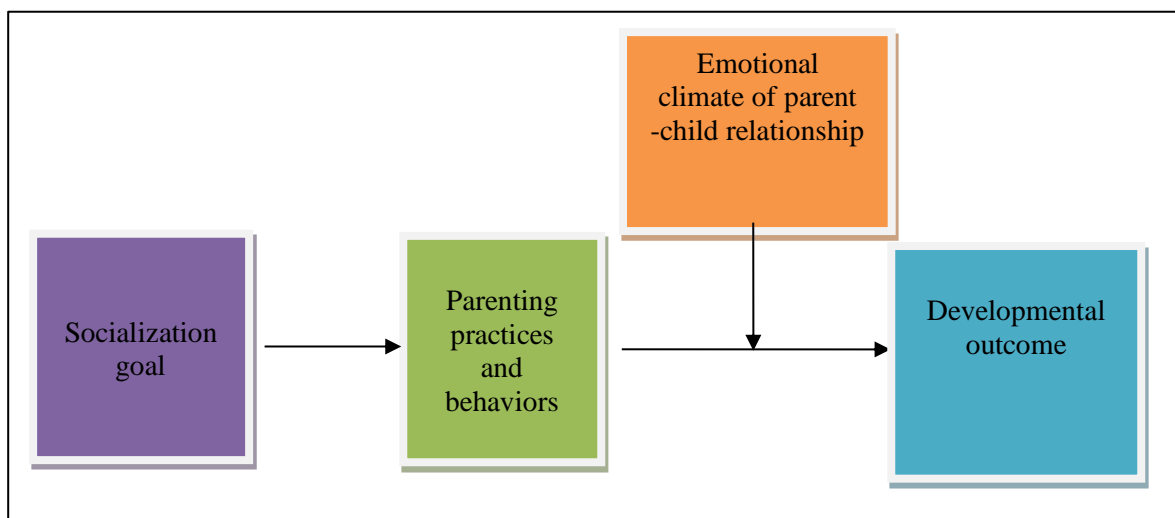 Emotional
climate of parent
-child relationship
Socialization
goal
Parenting
practices
and
behaviors
Developmental
outcome